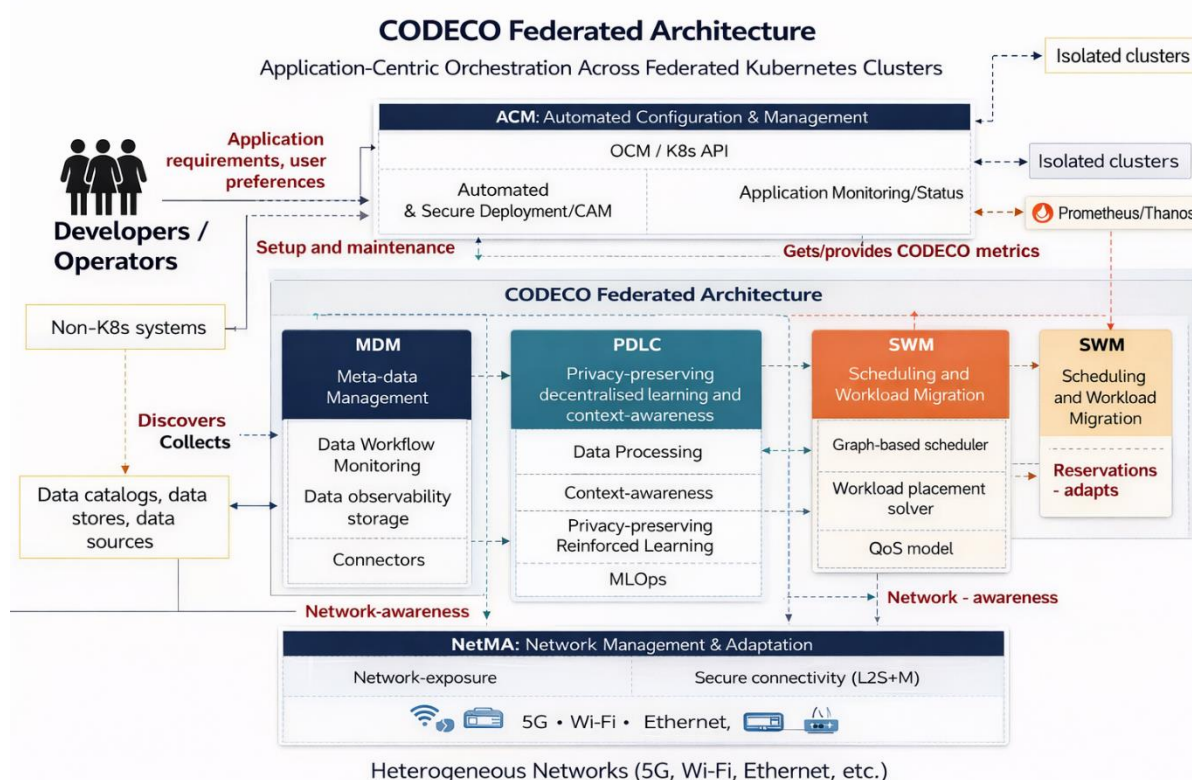 CODECO Federated Architecture
Application-Centric Orchestration Across Federated Kubernetes Clusters
Isolated clusters
ACM: Automated Configuration & Management
OCM / K8s API
Automated
& Secure Deployment/CAM
Application Monitoring/Status
Isolated clusters
Prometheus/Thanos
Application
requirements, user
preferences
Developers /
Operators
Setup and maintenance
Gets/provides CODECO metrics
CODECO Federated Architecture
Non-K8s systems
Discovers
Collects
Data catalogs, data
stores, data
sources
MDM
Meta-data
Management
Data Workflow
Monitoring
Data observability
storage
Connectors
PDLC
Privacy-preserving
decentralised learning and
context-awareness
Data Processing
Context-awareness
Privacy-preserving
Reinforced Learning
MLOps
SWM
Scheduling and
Workload Migration
Graph-based scheduler
Workload placement
solver
QoS model
SWM
Scheduling
and Workload
Migration
Reservations
- adapts
Network-awareness
Network - awareness
NetMA: Network Management & Adaptation
Network-exposure
Secure connectivity (L2S+M)
5G • Wi-Fi • Ethernet,
Heterogeneous Networks (5G, Wi-Fi, Ethernet, etc.)